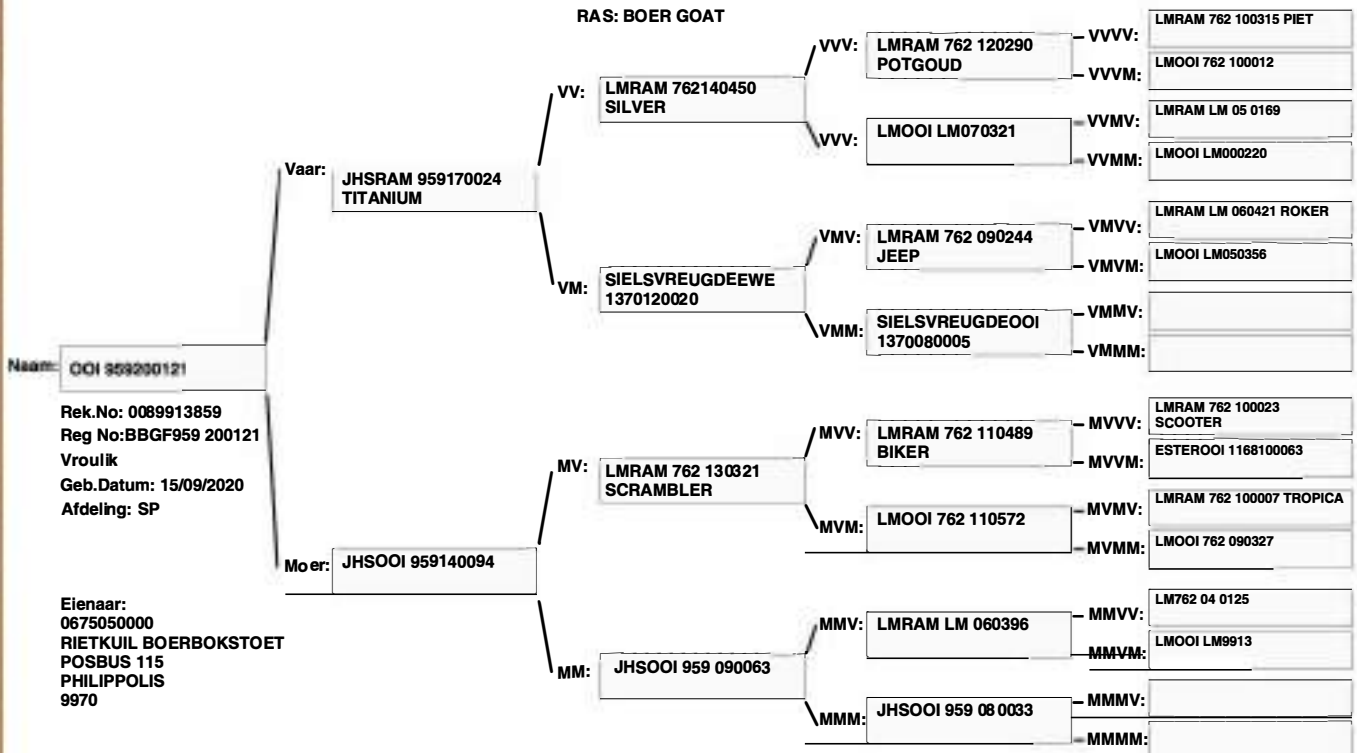 RAS: BOER GOAT
Naam: OOI 959200121
Rek.No: 0089913859
Reg No:BBGF959 200121
Vroulik
Geb.Datum: 15/09/2020
Afdeling: SP
Eienaar:
0675050000
RIETKUIL BOERBOKSTOET
POSBUS 115
PHILIPPOLIS
9970
Vaar: JHSRAM 959170024
TITANIUM
Moer: JHSOOI 959140094
VV: LMRAM 762140450
SILVER
VM: SIELSVREUGDEEWE
1370120020
MV: LMRAM 762 130321
SCRAMBLER
MM: JHSOOI 959 090063
VVV: LMRAM 762 120290
POTGOUD
VVV: LMOOI LM070321
VMV: LMRAM 762 090244
JEEP
VMM: SIELSVREUGDEOOI
1370080005
MVV: LMRAM 762 110489
BIKER
MVM: LMOOI 762 110572
MMV: LMRAM LM 060396
MMM: JHSOOI 959 08 0033
VVVV: LMRAM 762 100315 PIET
VVVM: LMOOI 762 100012
VVMV: LMRAM LM 05 0169
VVMM: LMOOI LM000220
VMVV: LMRAM LM 060421 ROKER
VMVM: LMOOI LM050356
VMMV:
VMMM:
MVVV: LMRAM 762 100023
SCOOTER
MVVM: ESTEROOI 1168100063
MVMV: LMRAM 762 100007 TROPICA
MVMM: LMOOI 762 090327
MMVV: LM762 04 0125
MMVM: LMOOI LM9913
MMMV:
MMMM: